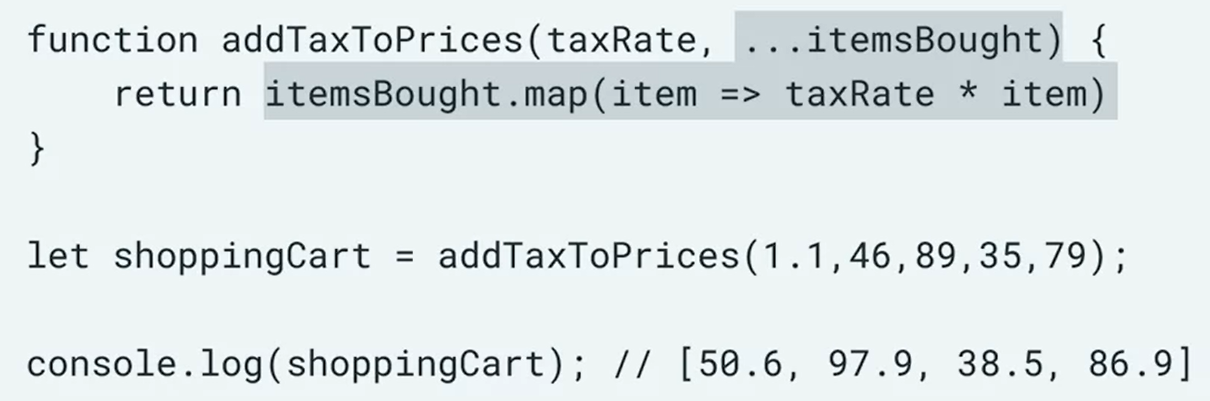 function addTaxToPrices(taxRate, ...itemsBought) {
    return itemsBought.map(item => taxRate * item)
}
let shoppingCart = addTaxToPrices(1.1,46,89,35,79);
console.log(shoppingCart); // [50.6, 97.9, 38.5, 86.9]